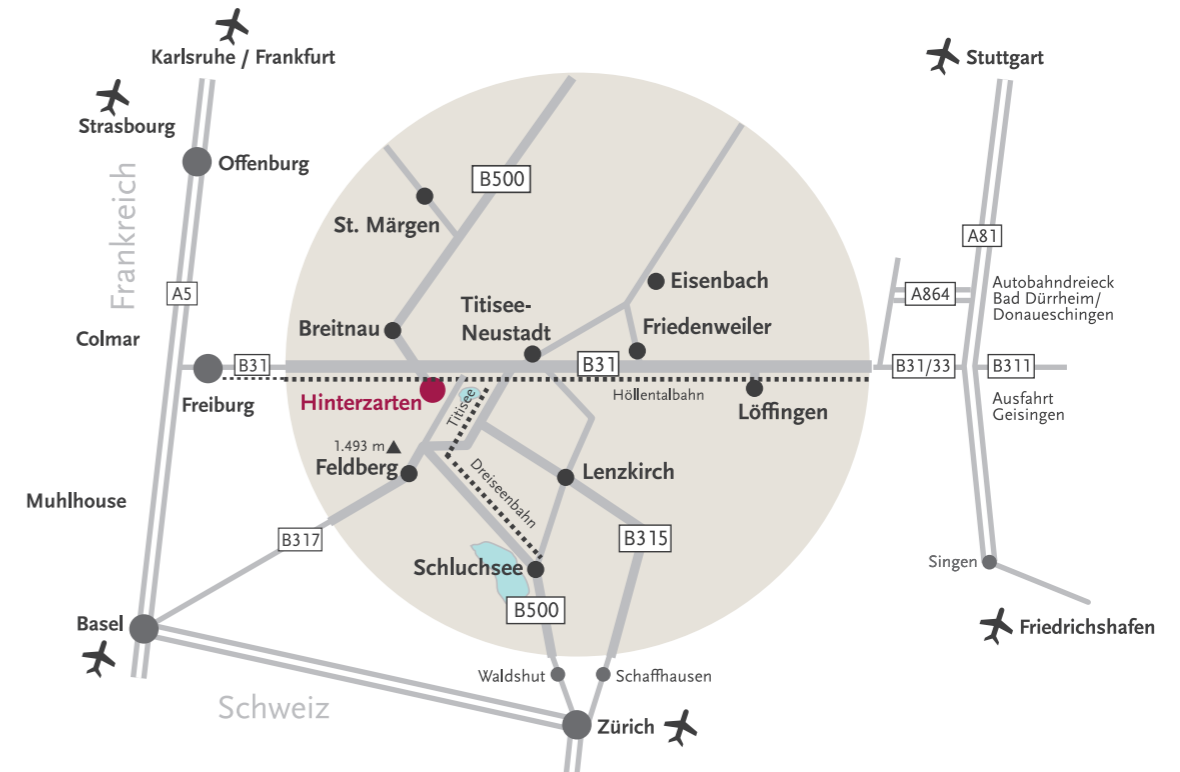 Karlsruhe / Frankfurt
Stuttgart
Strasbourg
Offenburg
Frankreich
B500
St. Märgen
A81
Eisenbach
A5
A864
Autobahndreieck
Bad Dürrheim/
Donaueschingen
Titisee-
Neustadt
Breitnau
Friedenweiler
Colmar
B31
B31
B31/33
B311
Freiburg
Hinterzarten
Titisee
Höllentalbahn
Löffingen
Ausfahrt
Geisingen
1.493 m
Feldberg
Dreiseenbahn
Lenzkirch
Muhlhouse
B317
B315
Schluchsee
Singen
B500
Basel
Friedrichshafen
Waldshut
Schaffhausen
Schweiz
Zürich